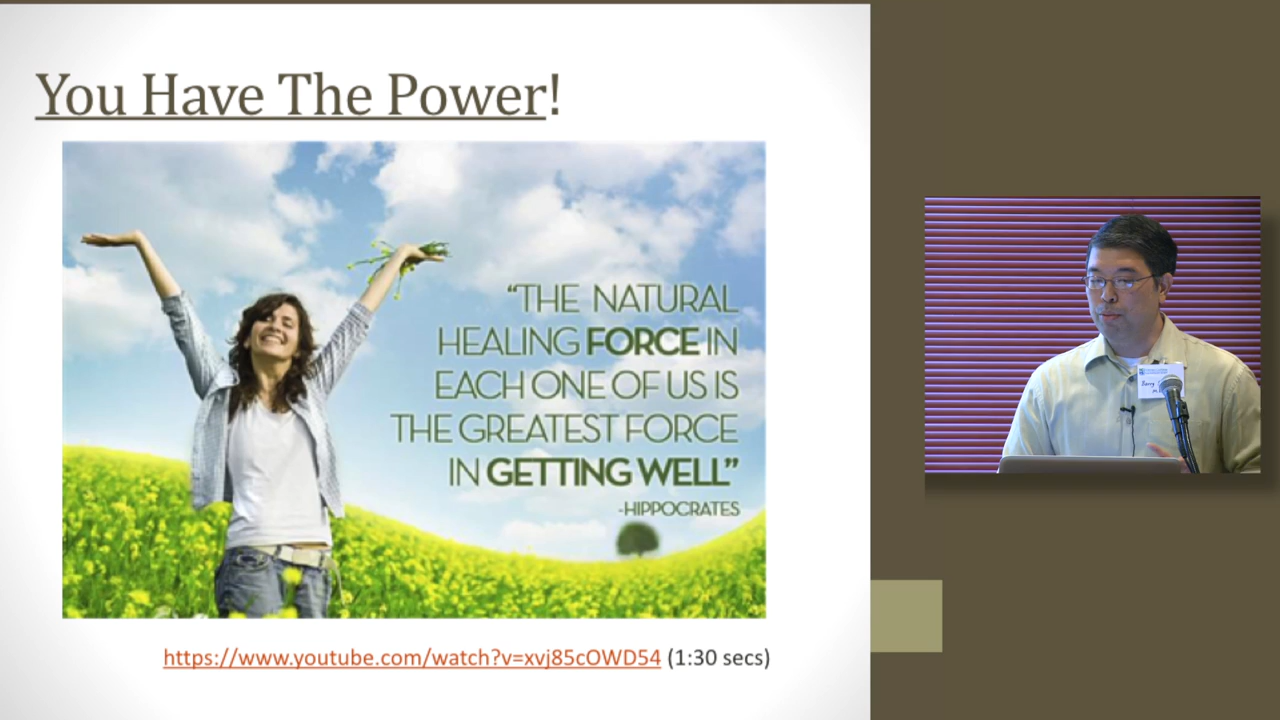 You Have The Power!
“THE NATURAL
HEALING FORCE IN
EACH ONE OF US IS
THE GREATEST FORCE
IN GETTING WELL”
-HIPPOCRATES
https://www.youtube.com/watch?v=xvj85cOWD54 (1:30 secs)
Barry